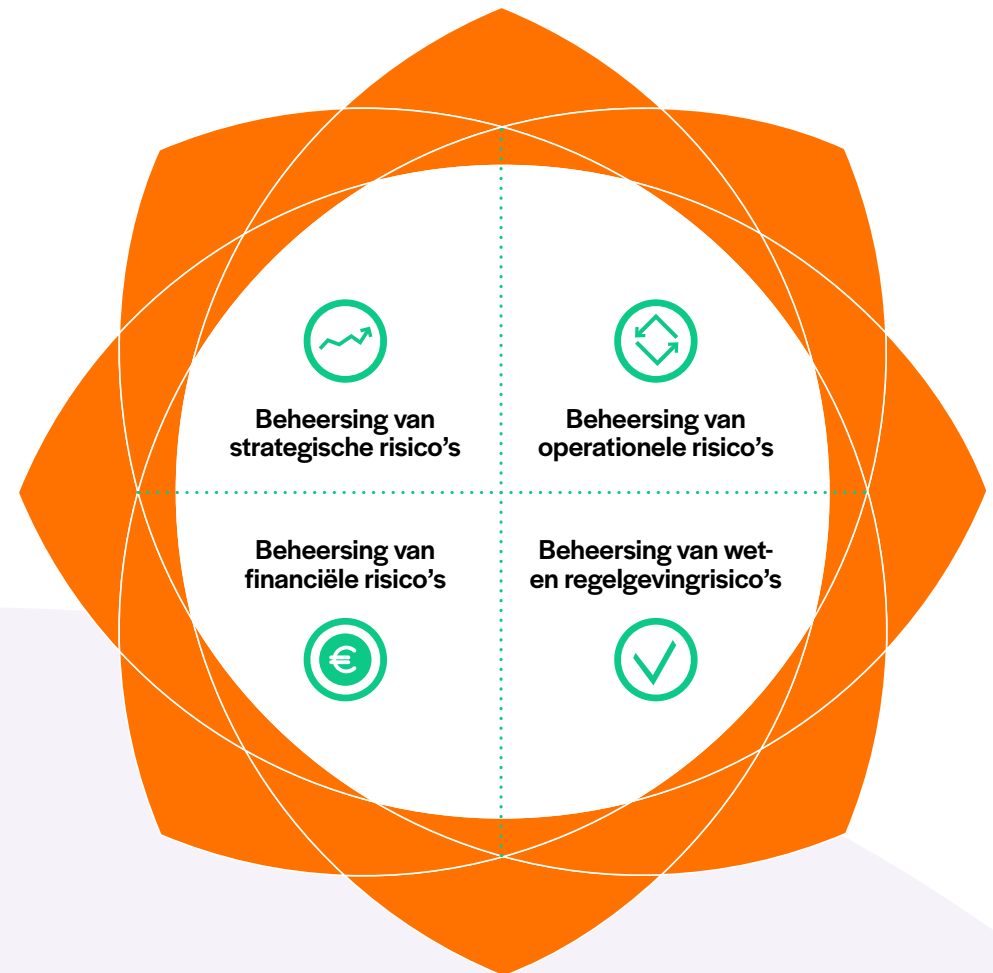 Beheersing van
strategische risico's
Beheersing van
operationele risico's
Beheersing van
financiële risico's
Beheersing van wet-
en regelgevingrisico's
€